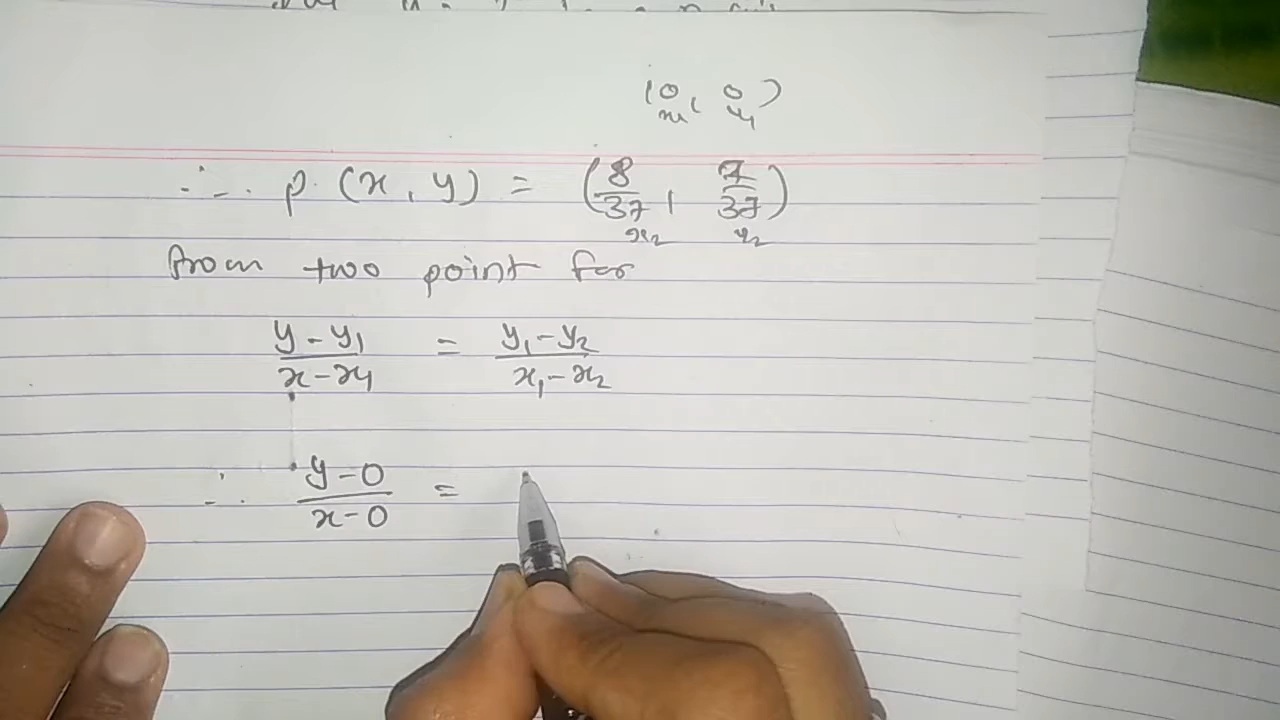 (0, 0)
x₁ y₁
∴ P (x, y) = (8/37, 7/37)
x₂ y₂
from two point for
(y - y₁)/(x - x₁) = (y₁ - y₂)/(x₁ - x₂)
∴ (y - 0)/(x - 0) =